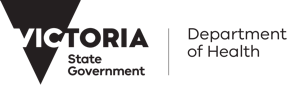 VICTORIA
State
Government
Department
of Health